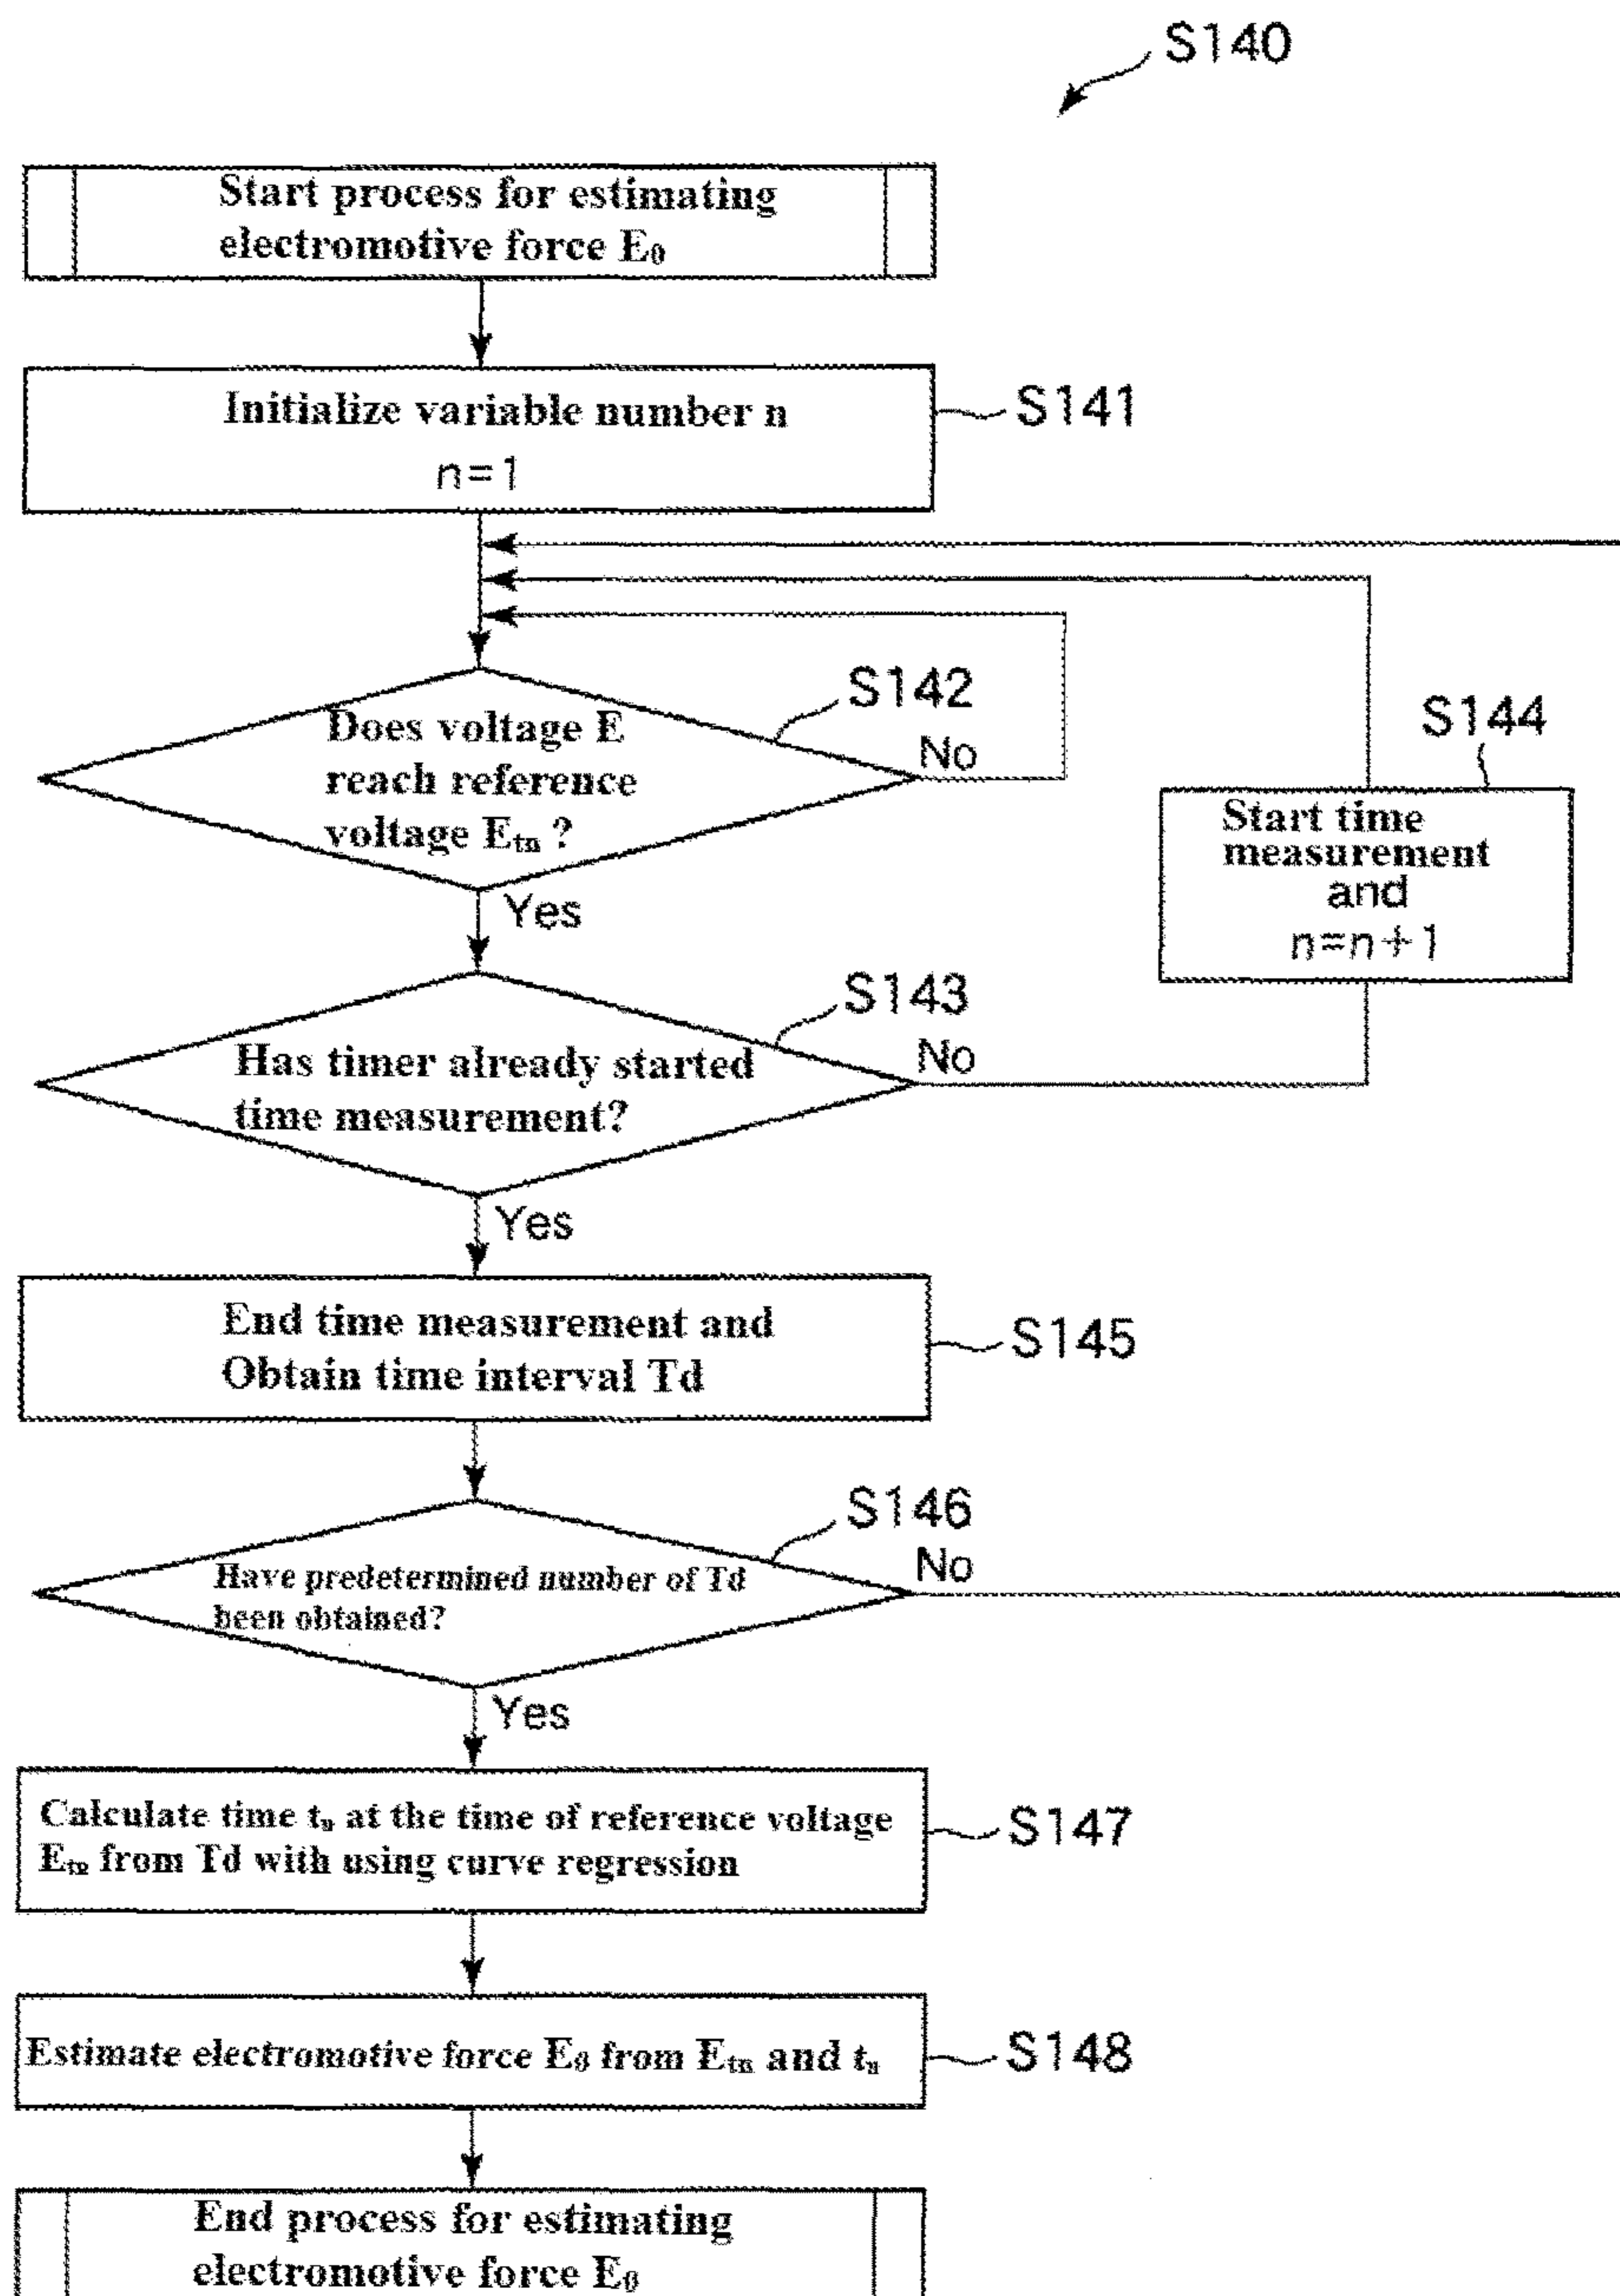 S140
Start process for estimating
electromotive force E₀
Initialize variable number n
n=1
S141
Does voltage E
reach reference
voltage Eₜₙ ?
S142
No
Yes
S144
Start time
measurement
and
n=n+1
Has timer already started
time measurement?
S143
No
Yes
End time measurement and
Obtain time interval Td
S145
Have predetermined number of Td
been obtained?
S146
No
Yes
Calculate time tₙ at the time of reference voltage
Eₜₙ from Td with using curve regression
S147
Estimate electromotive force E₀ from Eₜₙ and tₙ
S148
End process for estimating
electromotive force E₀